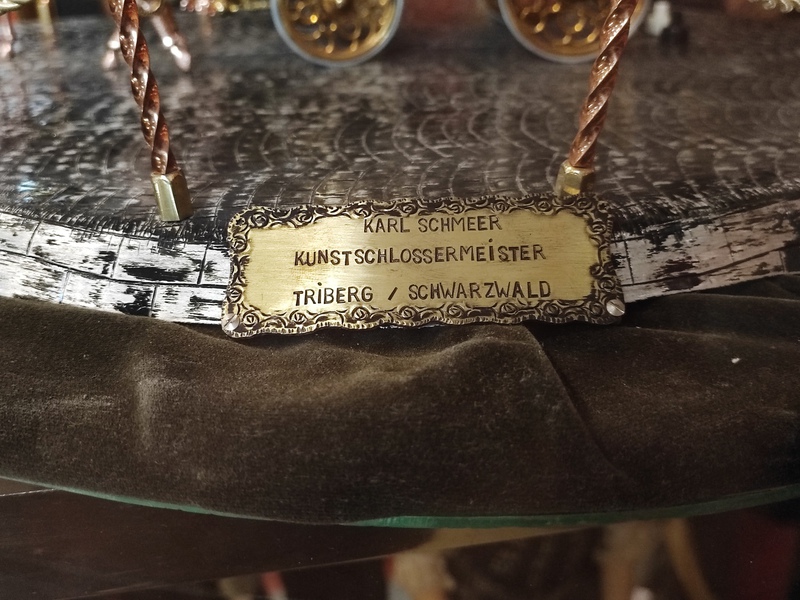 KARL SCHMEER
KUNSTSCHLOSSERMEiSTER
TRiBERG / SCHWARZWALD